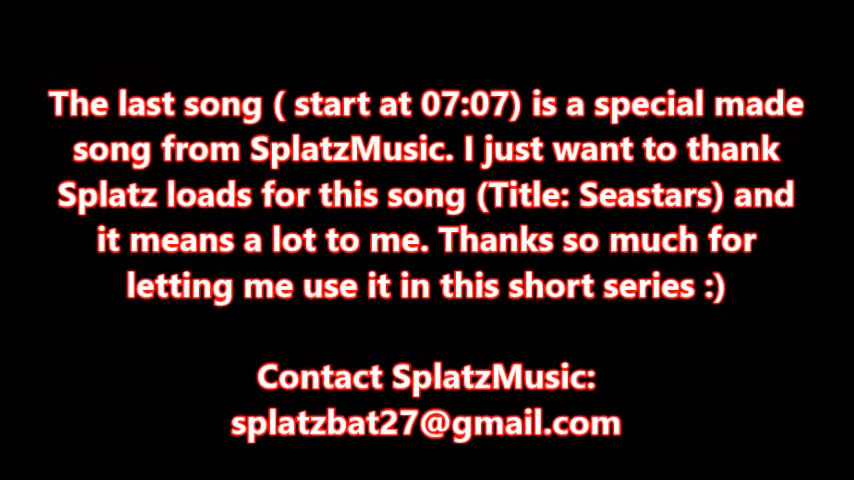 The last song ( start at 07:07) is a special made
song from SplatzMusic. I just want to thank
Splatz loads for this song (Title: Seastars) and
it means a lot to me. Thanks so much for
letting me use it in this short series :)
Contact SplatzMusic:
splatzbat27@gmail.com